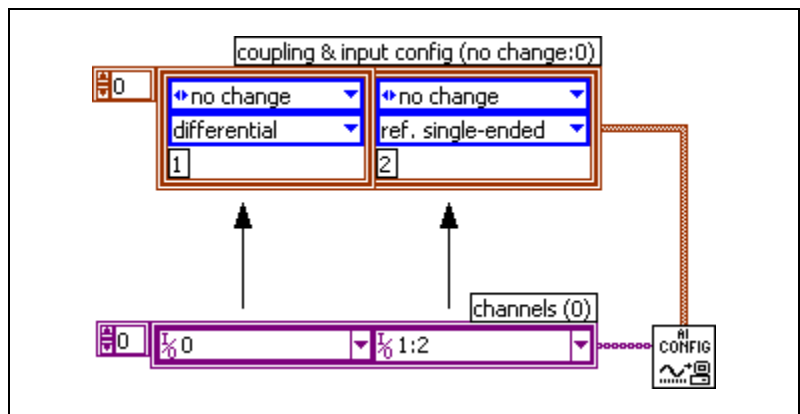 coupling & input config (no change:0)
0
no change
no change
differential
ref. single-ended
1
2
channels (0)
0
I/O 0
I/O 1:2
AI
CONFIG